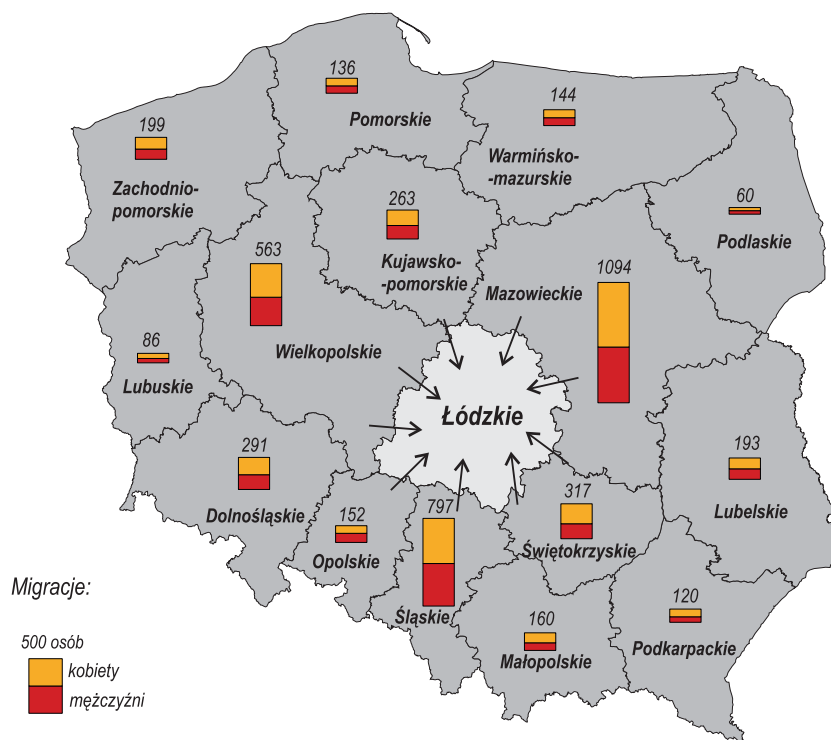 136
Pomorskie
144
Warmińsko-
-mazurskie
199
Zachodnio-
pomorskie
263
Kujawsko-
-pomorskie
60
Podlaskie
563
Wielkopolskie
1094
Mazowieckie
86
Lubuskie
Łódzkie
291
Dolnośląskie
193
Lubelskie
152
Opolskie
797
Śląskie
317
Świętokrzyskie
160
Małopolskie
120
Podkarpackie
Migracje:
500 osób
kobiety
mężczyźni